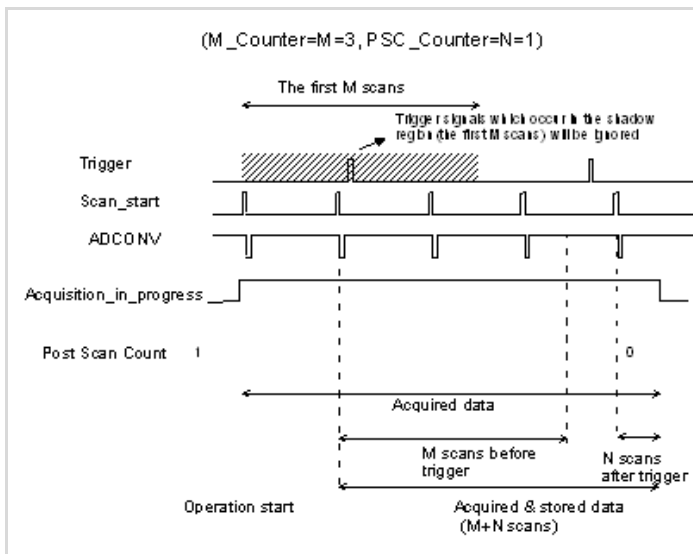 (M_Counter=M=3, PSC_Counter=N=1)
The first M scans
Trigger signals which occur in the shadow
region (the first M scans) will be ignored
Trigger
Scan_start
ADCONV
Acquisition_in_progress
Post Scan Count 1 0
Acquired data
M scans before
trigger
N scans
after trigger
Operation start
Acquired & stored data
(M+N scans)